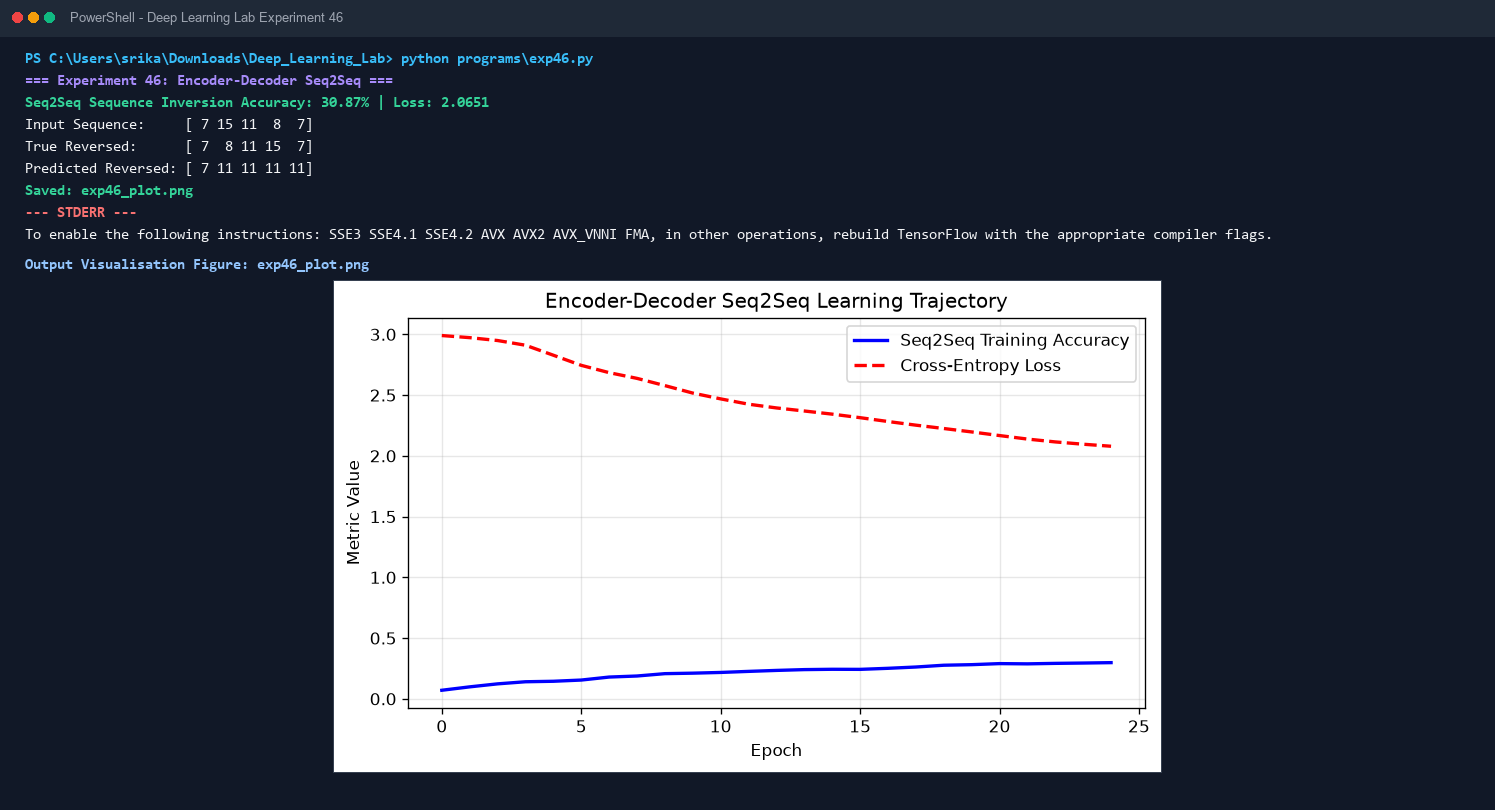 PowerShell - Deep Learning Lab Experiment 46
PS C:\Users\srika\Downloads\Deep_Learning_Lab> python programs\exp46.py
=== Experiment 46: Encoder-Decoder Seq2Seq ===
Seq2Seq Sequence Inversion Accuracy: 30.87% | Loss: 2.0651
Input Sequence:     [ 7 15 11  8  7]
True Reversed:      [ 7  8 11 15  7]
Predicted Reversed: [ 7 11 11 11 11]
Saved: exp46_plot.png
--- STDERR ---
To enable the following instructions: SSE3 SSE4.1 SSE4.2 AVX AVX2 AVX_VNNI FMA, in other operations, rebuild TensorFlow with the appropriate compiler flags.
Output Visualisation Figure: exp46_plot.png
Encoder-Decoder Seq2Seq Learning Trajectory
Seq2Seq Training Accuracy
Cross-Entropy Loss
Metric Value
3.0
2.5
2.0
1.5
1.0
0.5
0.0
0 5 10 15 20 25
Epoch